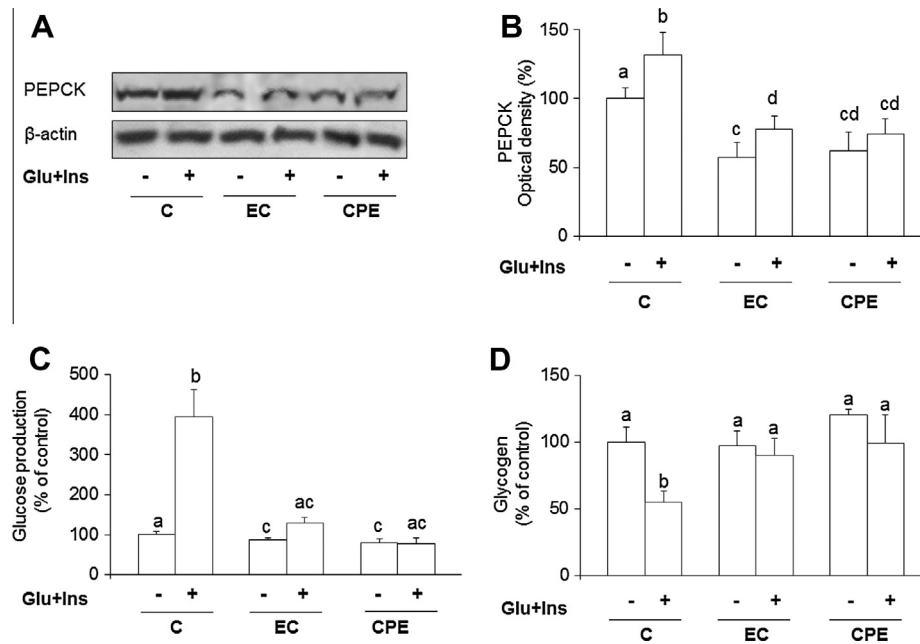 A
PEPCK
β-actin
Glu+Ins - + - + - +
C EC CPE
B
PEPCK
Optical density (%)
150
100
50
0
a b c d cd cd
Glu+Ins - + - + - +
C EC CPE
C
Glucose production
(% of control)
500
400
300
200
100
0
a b c ac c ac
Glu+Ins - + - + - +
C EC CPE
D
Glycogen
(% of control)
150
100
50
0
a b a a a a
Glu+Ins - + - + - +
C EC CPE